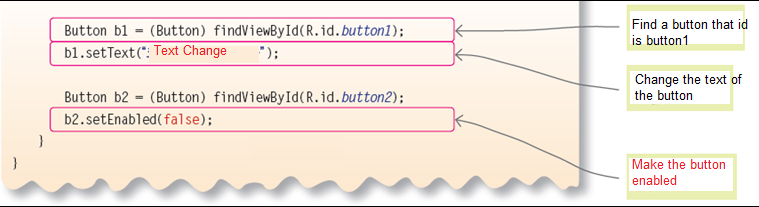 Button b1 = (Button) findViewById(R.id.button1);
b1.setText("Text Change");
Button b2 = (Button) findViewById(R.id.button2);
b2.setEnabled(false);
}
}
Find a button that id
is button1
Change the text of
the button
Make the button
enabled